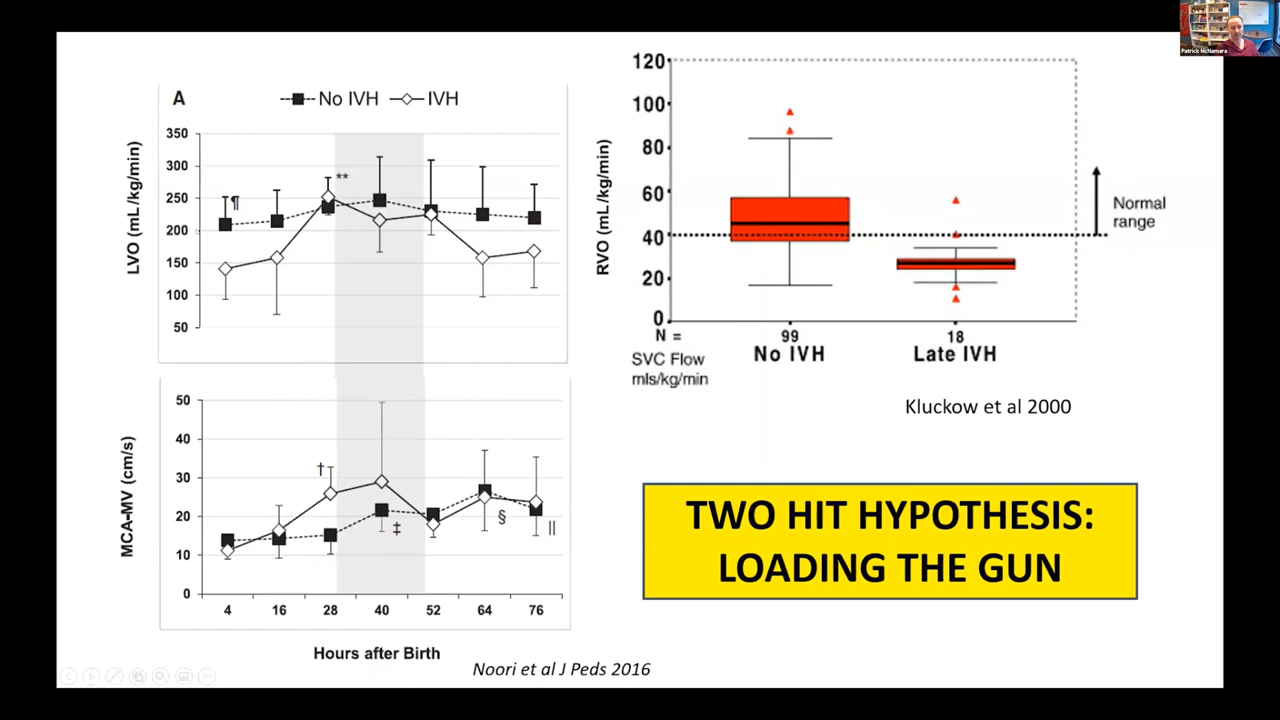 Patrick McNamara
A
No IVH
IVH
LVO (mL/kg/min)
350
300
250
200
150
100
50
¶
**
MCA-MV (cm/s)
50
40
30
20
10
0
†
‡
§
||
4 16 28 40 52 64 76
Hours after Birth
Noori et al J Peds 2016
RVO (mL/kg/min)
120
100
80
60
40
20
0
Normal
range
N = 99 18
No IVH Late IVH
SVC Flow
mls/kg/min
Kluckow et al 2000
TWO HIT HYPOTHESIS:
LOADING THE GUN